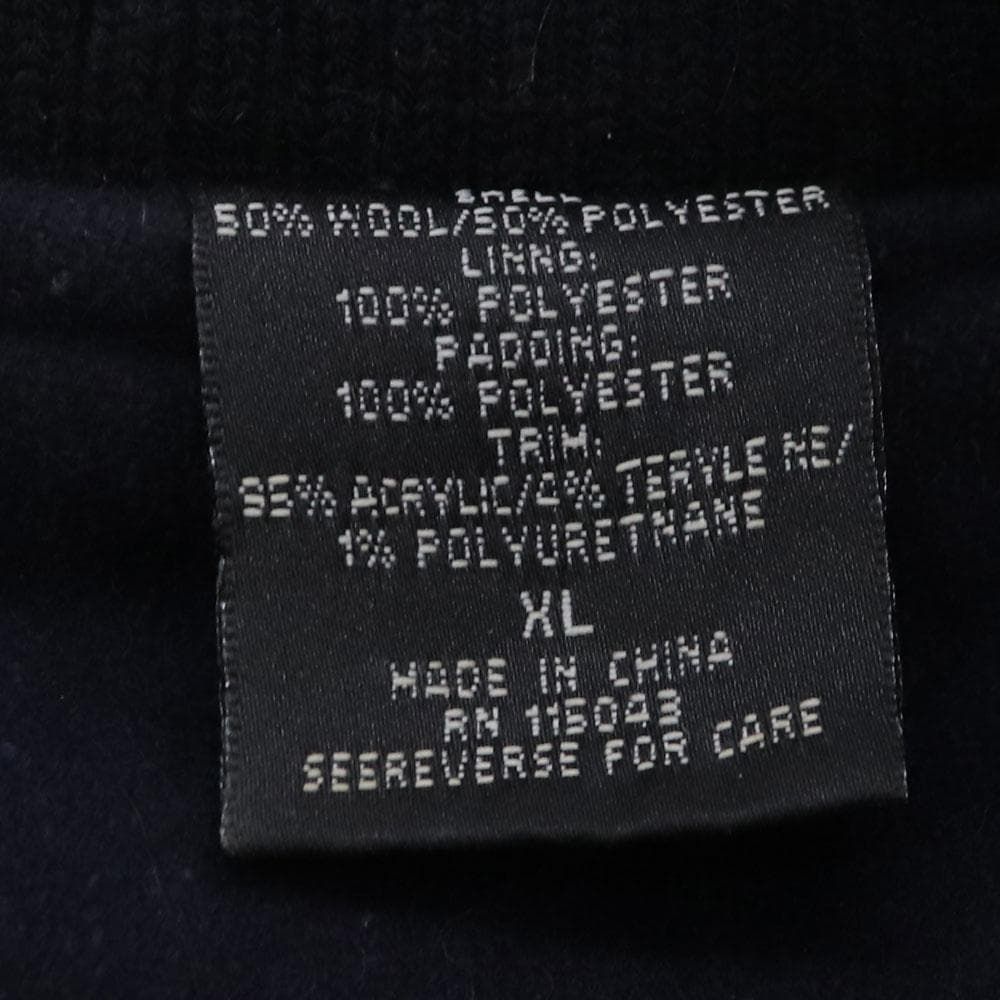 SHELL
50% WOOL/50% POLYESTER
LINNG:
100% POLYESTER
PADDING:
100% POLYESTER
TRIM:
95% ACRYLIC/4% TERYLE NE/
1% POLYURETNANE
XL
MADE IN CHINA
RN 115043
SEEREVERSE FOR CARE